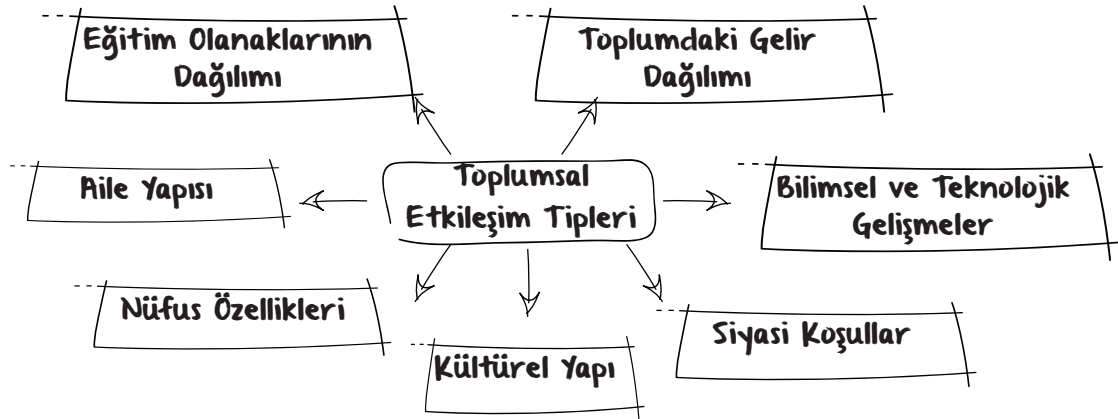 Eğitim Olanaklarının
Dağılımı
Toplumdaki Gelir
Dağılımı
Aile Yapısı
Toplumsal
Etkileşim Tipleri
Bilimsel ve Teknolojik
Gelişmeler
Nüfus Özellikleri
Kültürel Yapı
Siyasi Koşullar